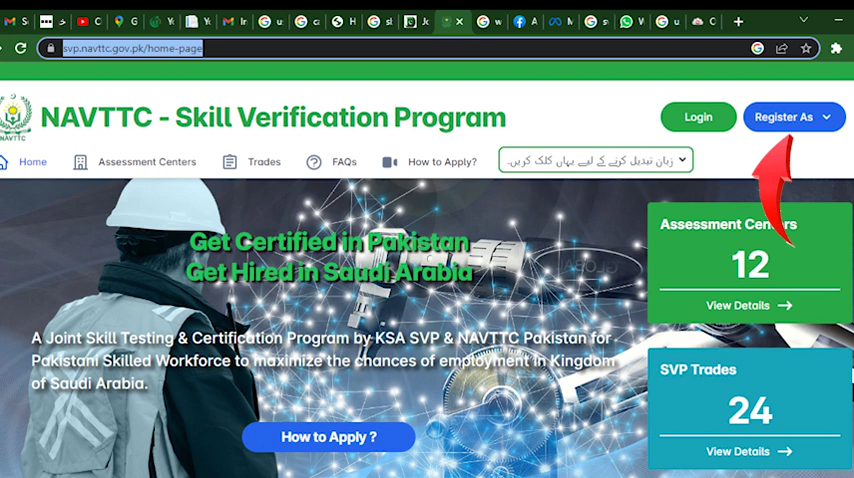 svp.navttc.gov.pk/home-page
NAVTTC
NAVTTC - Skill Verification Program
Login
Register As
Home
Assessment Centers
Trades
FAQs
How to Apply?
زبان تبدیل کرنے کے لیے یہاں کلک کریں۔
Get Certified in Pakistan
Get Hired in Saudi Arabia
GLOBAL
A Joint Skill Testing & Certification Program by KSA SVP & NAVTTC Pakistan for
Pakistani Skilled Workforce to maximize the chances of employment in Kingdom
of Saudi Arabia.
How to Apply ?
Assessment Centers
12
View Details
SVP Trades
24
View Details